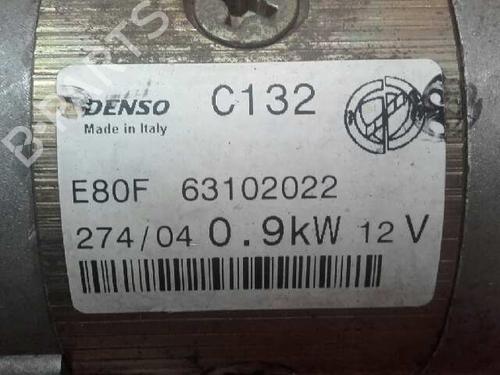 DENSO C132
Made in Italy
E80F 63102022
274/04 0.9kW 12 V